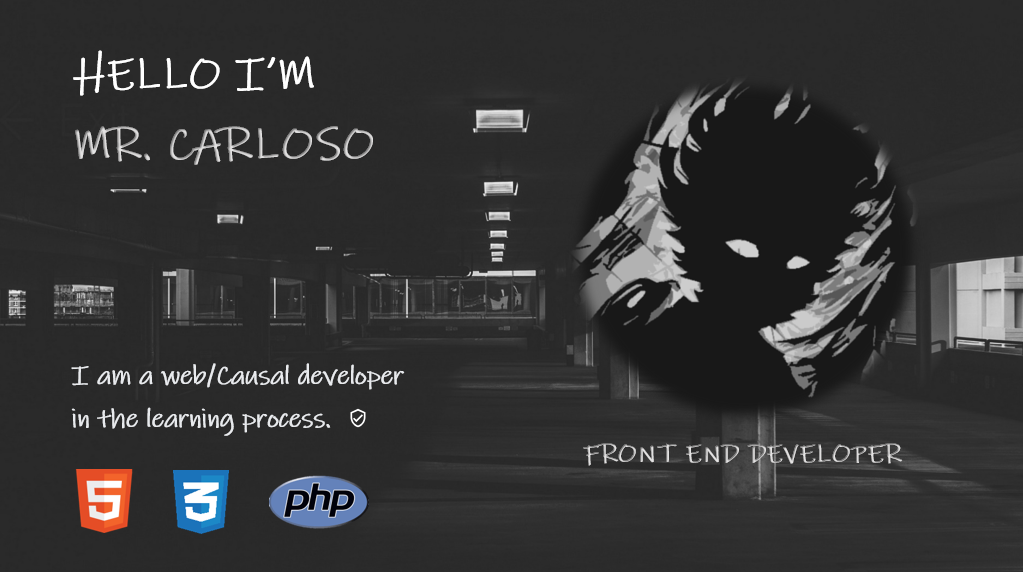 HELLO I'M
MR. CARLOSO
I am a web/Causal developer
in the learning process.
5
3
php
FRONT END DEVELOPER